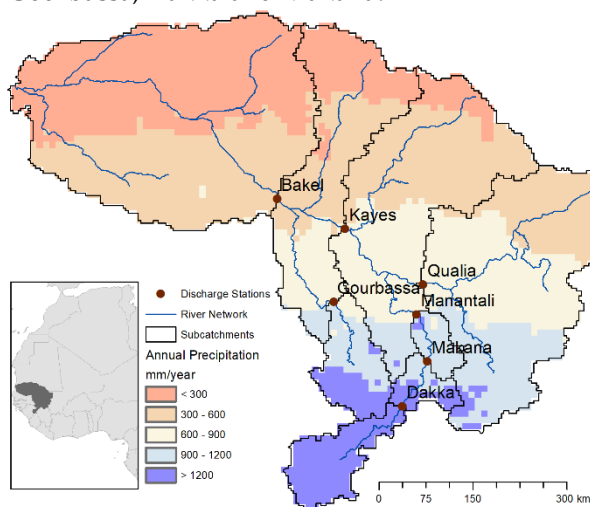 Bakel
Kayes
Gourbassa
Qualia
Manantali
Makana
Dakka
Discharge Stations
River Network
Subcatchments
Annual Precipitation
mm/year
< 300
300 - 600
600 - 900
900 - 1200
> 1200
0 75 150 300 km